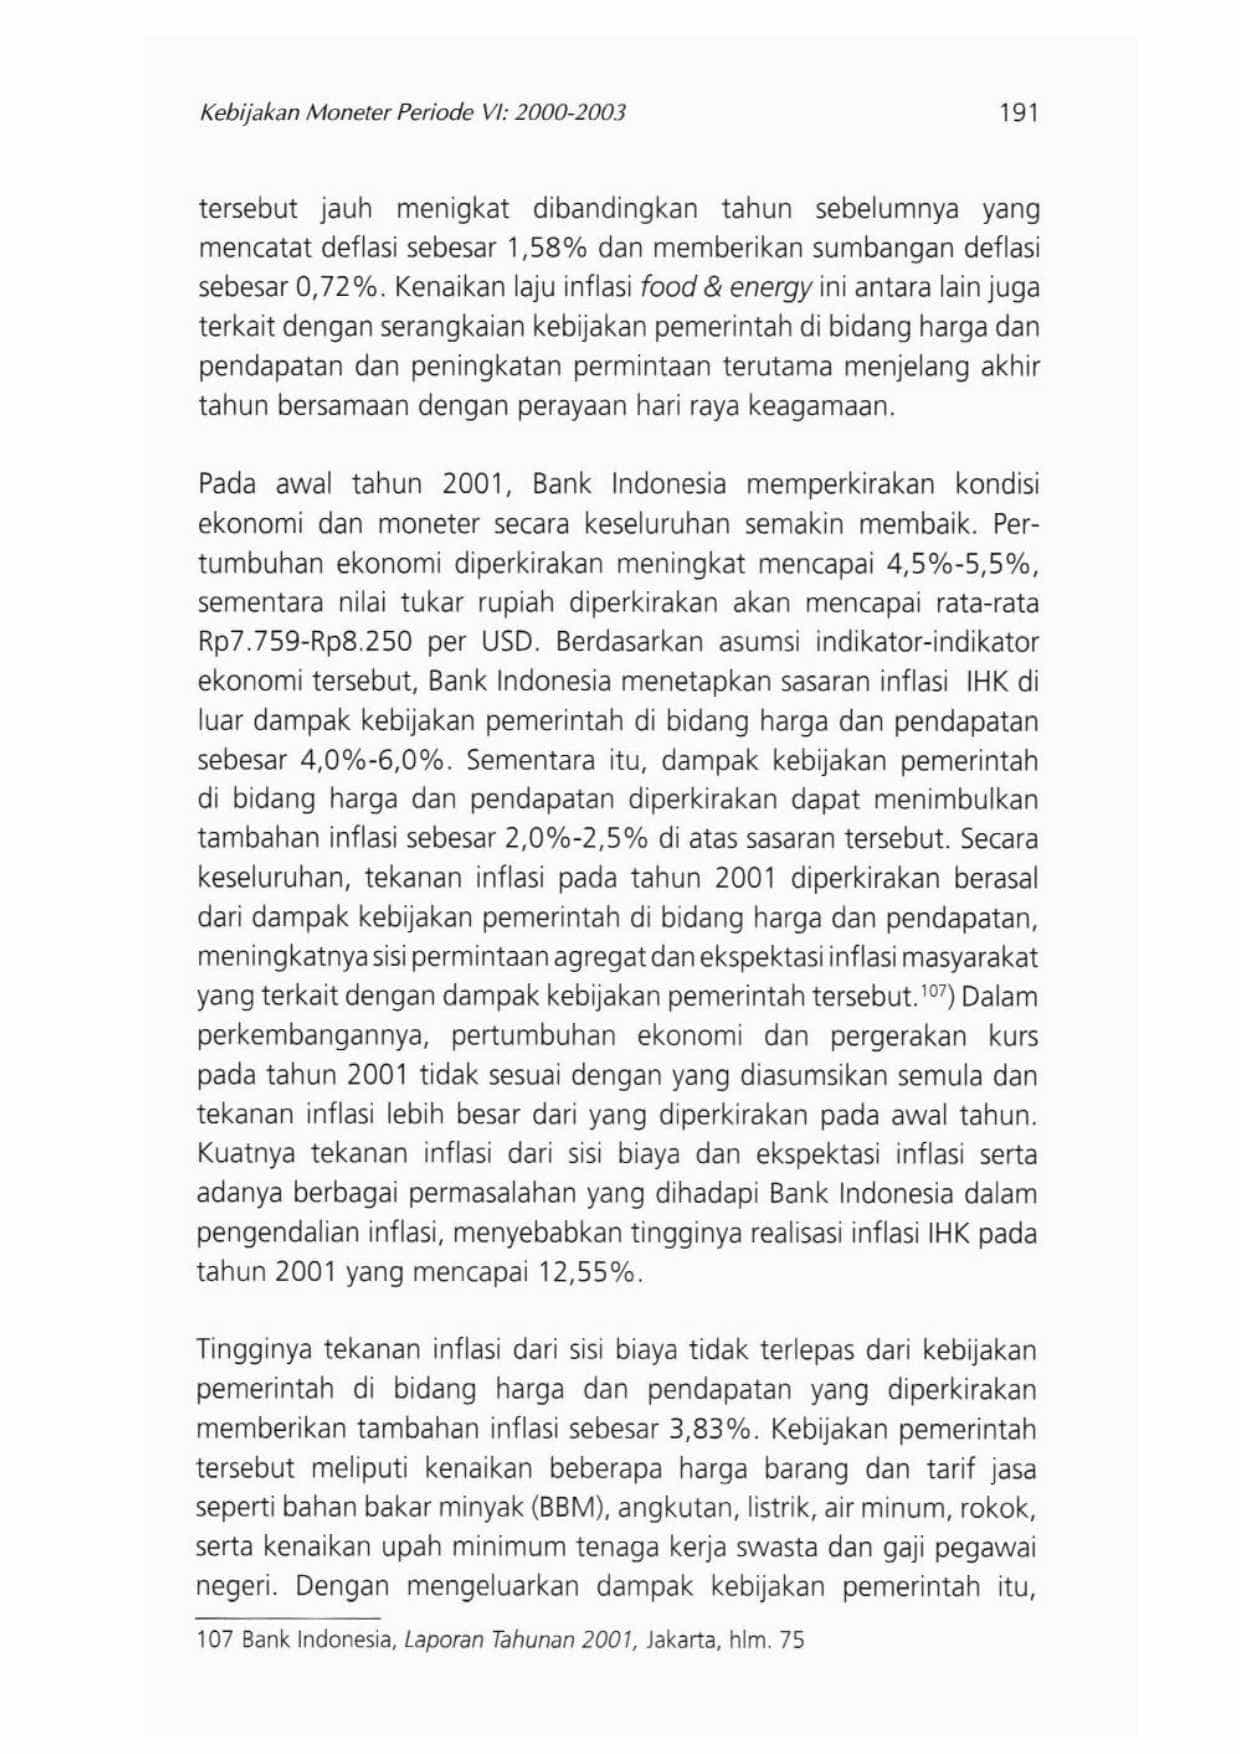 Kebijakan Moneter Periode VI: 2000-2003 191
tersebut jauh menigkat dibandingkan tahun sebelumnya yang
mencatat deflasi sebesar 1,58% dan memberikan sumbangan deflasi
sebesar 0,72%. Kenaikan laju inflasi food & energy ini antara lain juga
terkait dengan serangkaian kebijakan pemerintah di bidang harga dan
pendapatan dan peningkatan permintaan terutama menjelang akhir
tahun bersamaan dengan perayaan hari raya keagamaan.
Pada awal tahun 2001, Bank Indonesia memperkirakan kondisi
ekonomi dan moneter secara keseluruhan semakin membaik. Per-
tumbuhan ekonomi diperkirakan meningkat mencapai 4,5%-5,5%,
sementara nilai tukar rupiah diperkirakan akan mencapai rata-rata
Rp7.759-Rp8.250 per USD. Berdasarkan asumsi indikator-indikator
ekonomi tersebut, Bank Indonesia menetapkan sasaran inflasi IHK di
luar dampak kebijakan pemerintah di bidang harga dan pendapatan
sebesar 4,0%-6,0%. Sementara itu, dampak kebijakan pemerintah
di bidang harga dan pendapatan diperkirakan dapat menimbulkan
tambahan inflasi sebesar 2,0%-2,5% di atas sasaran tersebut. Secara
keseluruhan, tekanan inflasi pada tahun 2001 diperkirakan berasal
dari dampak kebijakan pemerintah di bidang harga dan pendapatan,
meningkatnya sisi permintaan agregat dan ekspektasi inflasi masyarakat
yang terkait dengan dampak kebijakan pemerintah tersebut.107) Dalam
perkembangannya, pertumbuhan ekonomi dan pergerakan kurs
pada tahun 2001 tidak sesuai dengan yang diasumsikan semula dan
tekanan inflasi lebih besar dari yang diperkirakan pada awal tahun.
Kuatnya tekanan inflasi dari sisi biaya dan ekspektasi inflasi serta
adanya berbagai permasalahan yang dihadapi Bank Indonesia dalam
pengendalian inflasi, menyebabkan tingginya realisasi inflasi IHK pada
tahun 2001 yang mencapai 12,55%.
Tingginya tekanan inflasi dari sisi biaya tidak terlepas dari kebijakan
pemerintah di bidang harga dan pendapatan yang diperkirakan
memberikan tambahan inflasi sebesar 3,83%. Kebijakan pemerintah
tersebut meliputi kenaikan beberapa harga barang dan tarif jasa
seperti bahan bakar minyak (BBM), angkutan, listrik, air minum, rokok,
serta kenaikan upah minimum tenaga kerja swasta dan gaji pegawai
negeri. Dengan mengeluarkan dampak kebijakan pemerintah itu,
107 Bank Indonesia, Laporan Tahunan 2001, Jakarta, hlm. 75